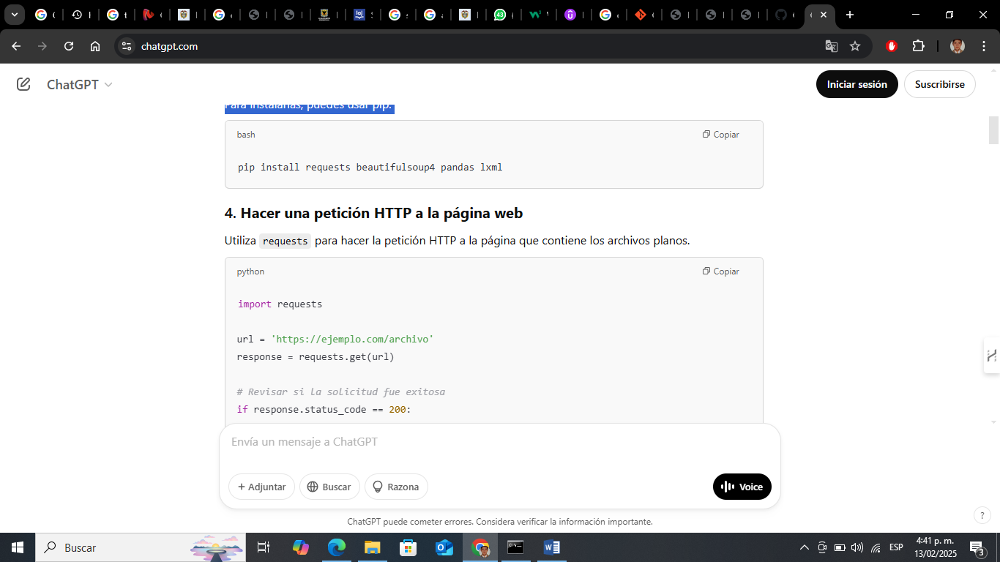 chatgpt.com
ChatGPT
Iniciar sesión
Suscribirse
Para instalarlas, puedes usar pip:
bash
Copiar
pip install requests beautifulsoup4 pandas lxml
4. Hacer una petición HTTP a la página web
Utiliza requests para hacer la petición HTTP a la página que contiene los archivos planos.
python
Copiar
import requests
url = 'https://ejemplo.com/archivo'
response = requests.get(url)
# Revisar si la solicitud fue exitosa
if response.status_code == 200:
Envía un mensaje a ChatGPT
+ Adjuntar
Buscar
Razona
Voice
ChatGPT puede cometer errores. Considera verificar la información importante.
?
Buscar
ESP
4:41 p. m.
13/02/2025
3